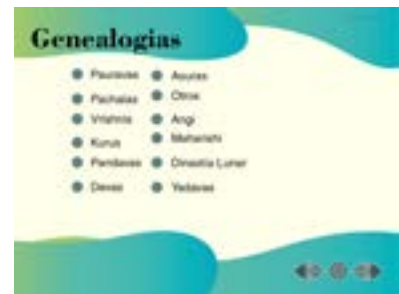 Genealogias
Pauravas
Pachalas
Vrishnis
Kurus
Pandavas
Devas
Asuras
Otros
Angi
Maharishi
Dinastia Lunar
Yadavas